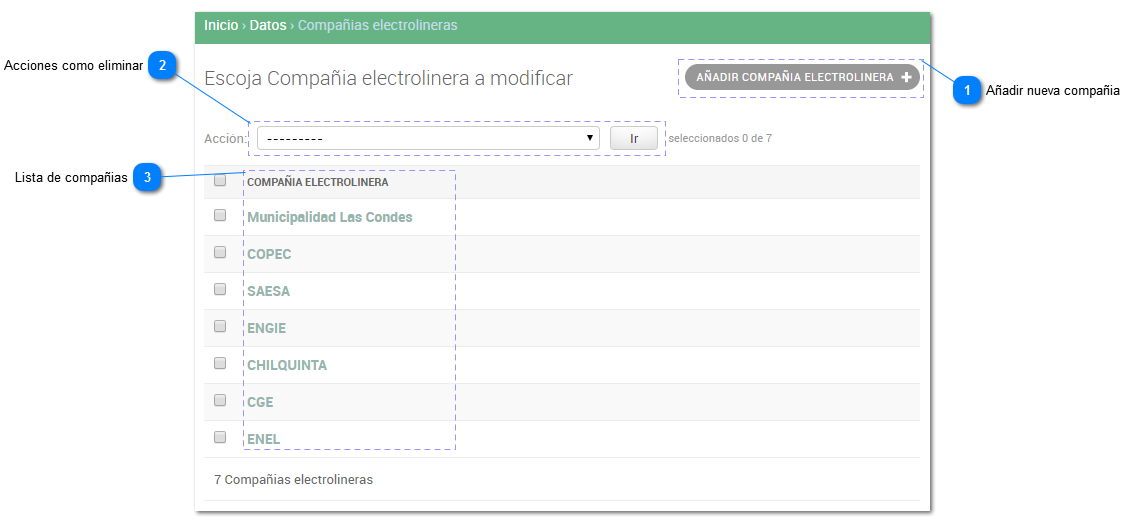 Inicio › Datos › Compañias electrolineras
Acciones como eliminar 2
Escoja Compañia electrolinera a modificar
AÑADIR COMPAÑIA ELECTROLINERA +
1 Añadir nueva compañia
Acción: --------- Ir seleccionados 0 de 7
Lista de compañias 3
COMPAÑIA ELECTROLINERA
Municipalidad Las Condes
COPEC
SAESA
ENGIE
CHILQUINTA
CGE
ENEL
7 Compañias electrolineras